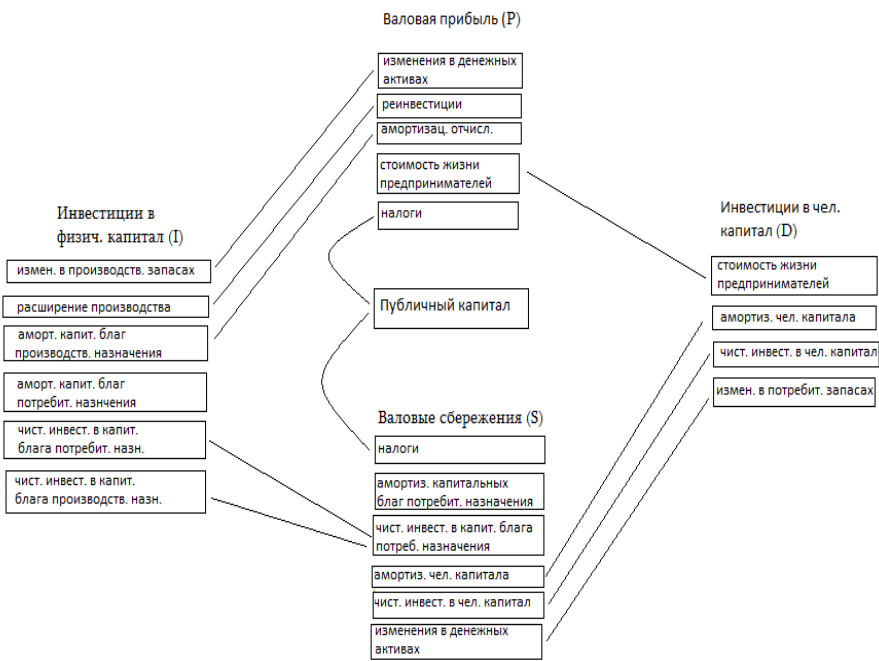 Валовая прибыль (P)
изменения в денежных
активах
реинвестиции
амортизац. отчисл.
стоимость жизни
предпринимателей
налоги
Инвестиции в
физич. капитал (I)
измен. в производств. запасах
расширение производства
аморт. капит. благ
производств. назначения
аморт. капит. благ
потребит. назнчения
чист. инвест. в капит.
блага потребит. назн.
чист. инвест. в капит.
блага производств. назн.
Публичный капитал
Валовые сбережения (S)
налоги
амортиз. капитальных
благ потребит. назначения
чист. инвест. в капит. блага
потреб. назначения
амортиз. чел. капитала
чист. инвест. в чел. капитал
изменения в денежных
активах
Инвестиции в чел.
капитал (D)
стоимость жизни
предпринимателей
амортиз. чел. капитала
чист. инвест. в чел. капитал
измен. в потребит. запасах